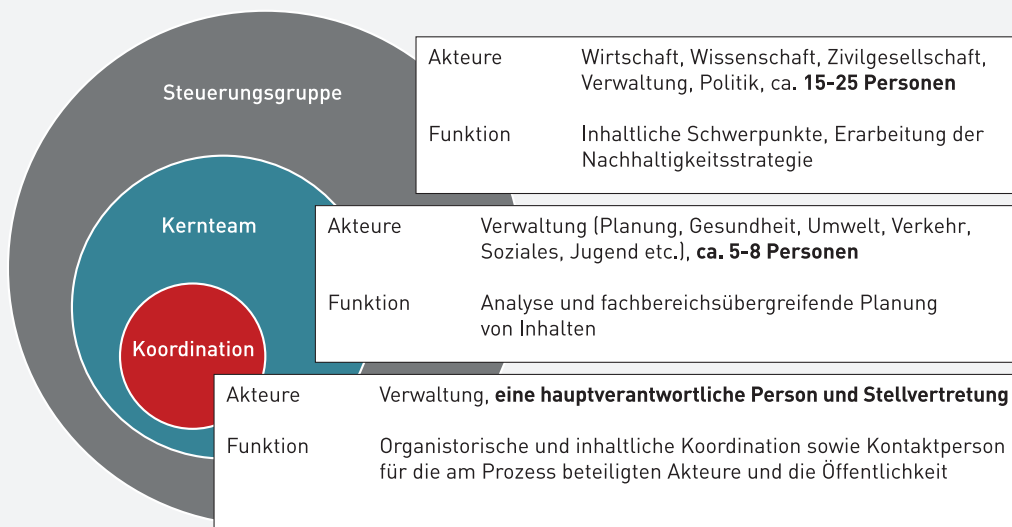 Steuerungsgruppe
Akteure Wirtschaft, Wissenschaft, Zivilgesellschaft,
Verwaltung, Politik, ca. 15-25 Personen
Funktion Inhaltliche Schwerpunkte, Erarbeitung der
Nachhaltigkeitsstrategie
Kernteam
Akteure Verwaltung (Planung, Gesundheit, Umwelt, Verkehr,
Soziales, Jugend etc.), ca. 5-8 Personen
Funktion Analyse und fachbereichsübergreifende Planung
von Inhalten
Koordination
Akteure Verwaltung, eine hauptverantwortliche Person und Stellvertretung
Funktion Organistorische und inhaltliche Koordination sowie Kontaktperson
für die am Prozess beteiligten Akteure und die Öffentlichkeit